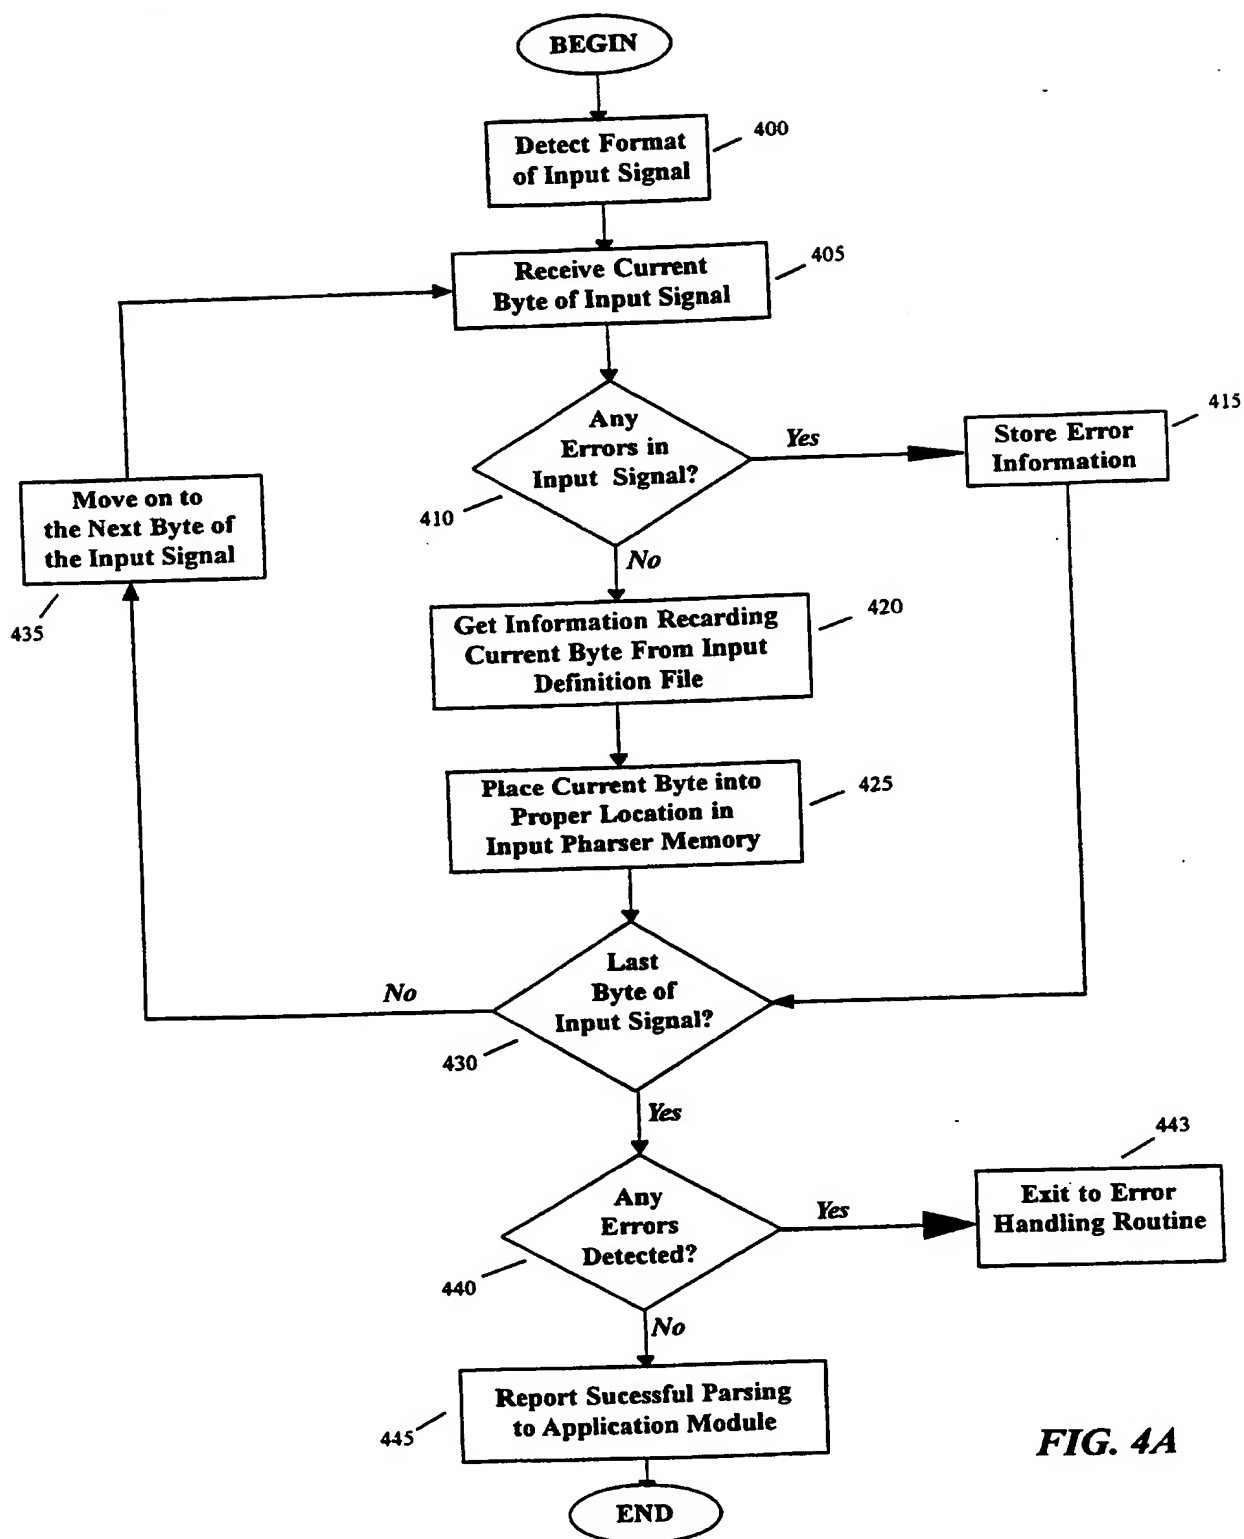 BEGIN
Detect Format
of Input Signal
400
Receive Current
Byte of Input Signal
405
Any
Errors in
Input Signal?
410
Yes
Store Error
Information
415
No
Move on to
the Next Byte of
the Input Signal
435
Get Information Recarding
Current Byte From Input
Definition File
420
Place Current Byte into
Proper Location in
Input Pharser Memory
425
Last
Byte of
Input Signal?
430
No
Yes
Any
Errors
Detected?
440
Yes
Exit to Error
Handling Routine
443
No
Report Sucessful Parsing
to Application Module
445
END
FIG. 4A